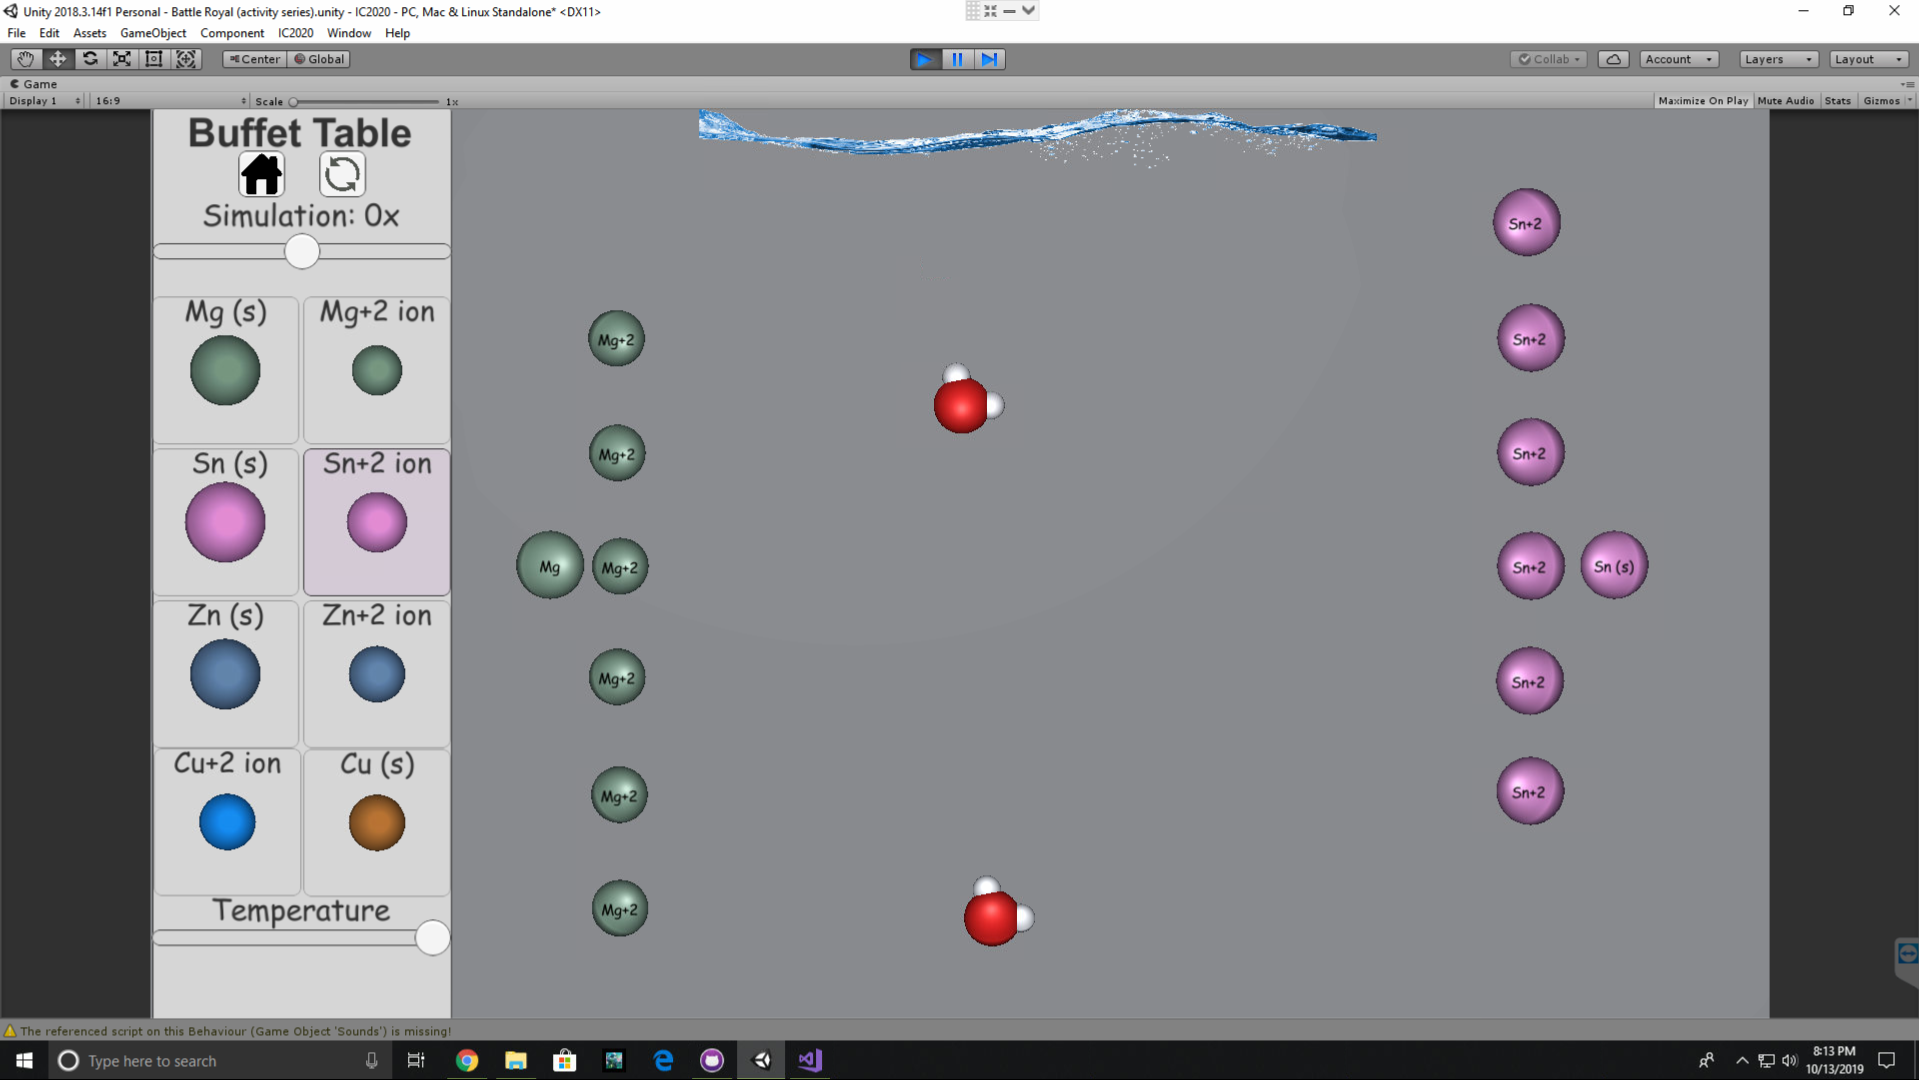 Unity 2018.3.14f1 Personal - Battle Royal (activity series).unity - IC2020 - PC, Mac & Linux Standalone* <DX11>
File Edit Assets GameObject Component IC2020 Window Help
Center Global Collab Account Layers Layout
Game
Display 1 16:9 Scale 1x Maximize On Play Mute Audio Stats Gizmos
Buffet Table
Simulation: 0x
Mg (s) Mg+2 ion
Sn (s) Sn+2 ion
Zn (s) Zn+2 ion
Cu+2 ion Cu (s)
Temperature
Sn+2
Mg+2 Sn+2
Mg+2 Sn+2
Mg Mg+2 Sn+2 Sn (s)
Mg+2 Sn+2
Mg+2 Sn+2
Mg+2
The referenced script on this Behaviour (Game Object 'Sounds') is missing!
Type here to search
8:13 PM
10/13/2019